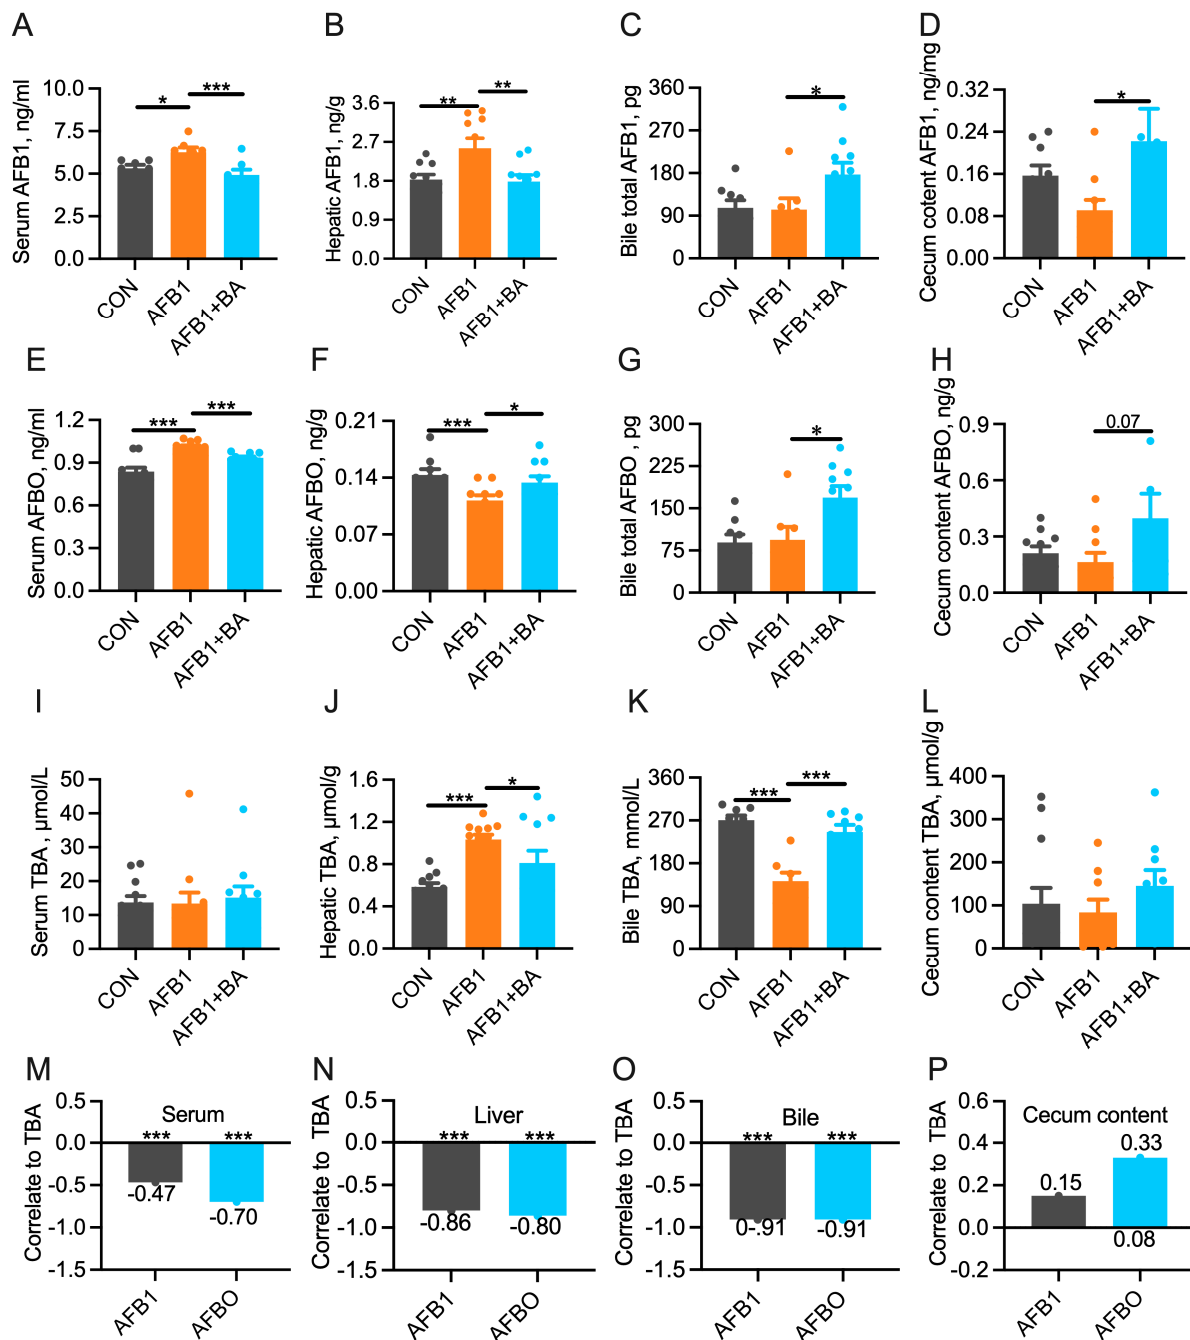 A
Serum AFB1, ng/ml
10.0
7.5
5.0
2.5
0.0
*
***
CON
AFB1
AFB1+BA
B
Hepatic AFB1, ng/g
3.6
2.7
1.8
0.9
0.0
**
**
CON
AFB1
AFB1+BA
C
Bile total AFB1, pg
360
270
180
90
0
*
CON
AFB1
AFB1+BA
D
Cecum cotent AFB1, ng/mg
0.32
0.24
0.16
0.08
0.00
*
CON
AFB1
AFB1+BA
E
Serum AFBO, ng/ml
1.2
0.9
0.6
0.3
0.0
***
***
CON
AFB1
AFB1+BA
F
Hepatic AFBO, ng/g
0.21
0.14
0.07
0.00
***
*
CON
AFB1
AFB1+BA
G
Bile total AFBO , pg
300
225
150
75
0
*
CON
AFB1
AFB1+BA
H
Cecum content AFBO, ng/g
0.9
0.6
0.3
0.0
0.07
CON
AFB1
AFB1+BA
I
Serum TBA, μmol/L
50
40
30
20
10
0
CON
AFB1
AFB1+BA
J
Hepatic TBA, μmol/g
1.6
1.2
0.8
0.4
0.0
***
*
CON
AFB1
AFB1+BA
K
Bile TBA, mmol/L
360
270
180
90
0
***
***
CON
AFB1
AFB1+BA
L
Cecum content TBA, μmol/g
400
300
200
100
0
CON
AFB1
AFB1+BA
M
Correlate to TBA
0.5
0.0
-0.5
-1.0
-1.5
Serum
***
***
-0.47
-0.70
AFB1
AFBO
N
Correlate to TBA
0.5
0.0
-0.5
-1.0
-1.5
Liver
***
***
-0.86
-0.80
AFB1
AFBO
O
Correlate to TBA
0.5
0.0
-0.5
-1.0
-1.5
Bile
***
***
0-.91
-0.91
AFB1
AFBO
P
Correlate to TBA
0.6
0.4
0.2
0.0
-0.2
Cecum content
0.15
0.33
0.08
AFB1
AFBO